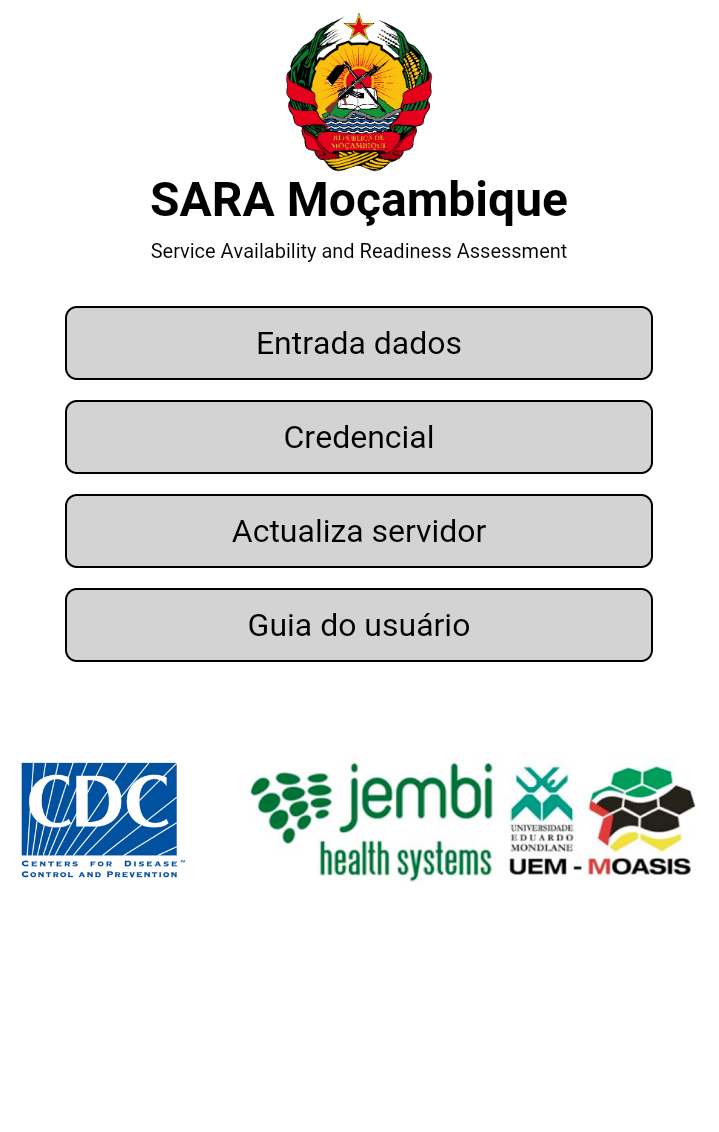 REPÚBLICA DE
MOÇAMBIQUE
SARA Moçambique
Service Availability and Readiness Assessment
Entrada dados
Credencial
Actualiza servidor
Guia do usuário
CDC
CENTERS FOR DISEASE™
CONTROL AND PREVENTION
jembi
health systems
UNIVERSIDADE
EDUARDO
MONDLANE
UEM - MOASIS